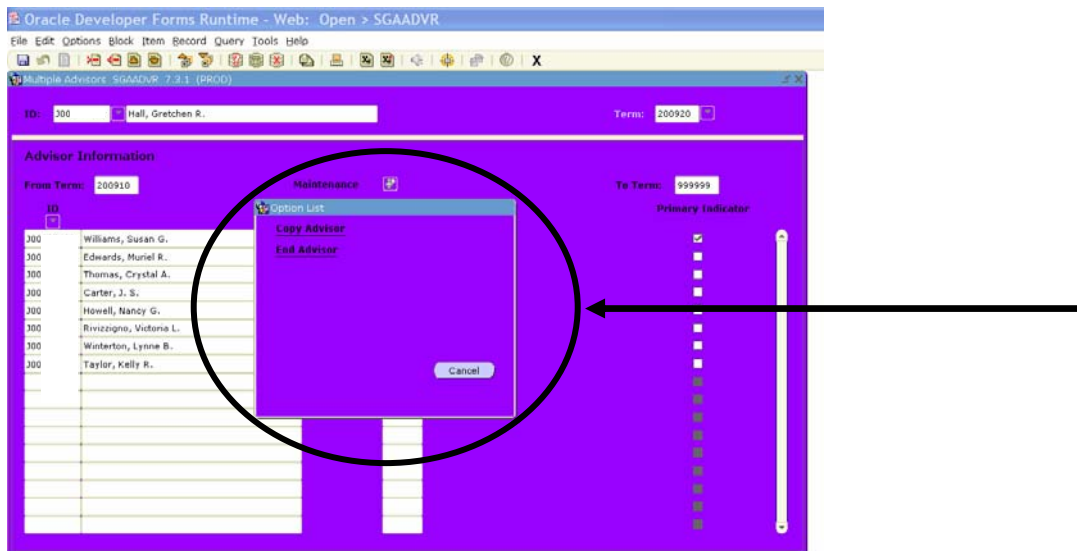 Oracle Developer Forms Runtime - Web: Open > SGAADVR
File Edit Options Block Item Record Query Tools Help
X
Multiple Advisors SGAADVR 7.3.1 (PROD)
ID: J00 Hall, Gretchen R. Term: 200920
Advisor Information
From Term: 200910 Maintenance To Term: 999999
ID Option List Primary Indicator
Copy Advisor
J00 Williams, Susan G.
End Advisor
J00 Edwards, Muriel R.
J00 Thomas, Crystal A.
J00 Carter, J. S.
J00 Howell, Nancy G.
J00 Rivizzigno, Victoria L.
J00 Winterton, Lynne B.
J00 Taylor, Kelly R.
Cancel